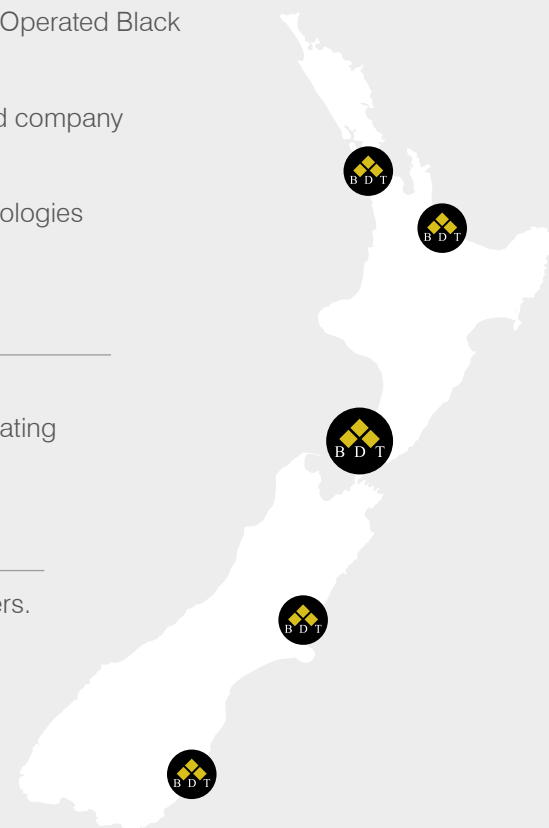 Operated Black
d company
ologies
B D T
B D T
ating
B D T
ers.
B D T
B D T